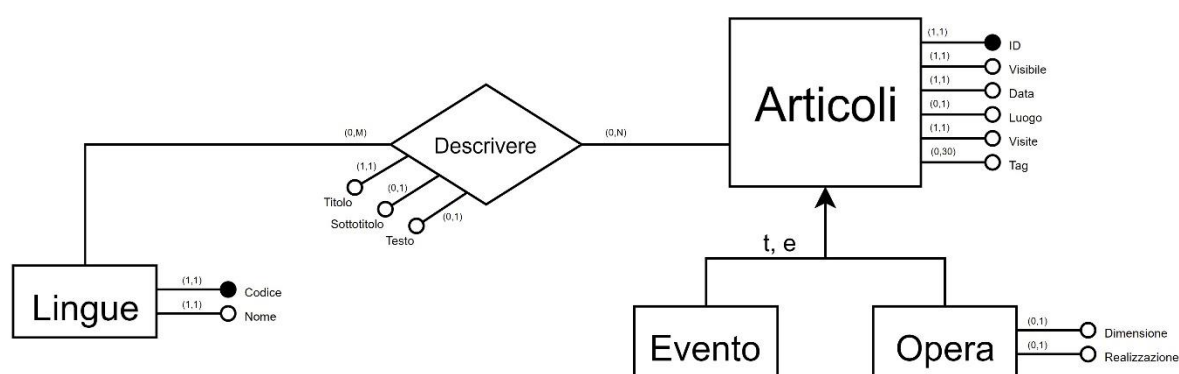 Articoli
(1,1) ID
(1,1) Visibile
(1,1) Data
(0,1) Luogo
(1,1) Visite
(0,30) Tag
(0,M)
Descrivere
(0,N)
(1,1) Titolo
(0,1) Sottotitolo
(0,1) Testo
t, e
Lingue
(1,1) Codice
(1,1) Nome
Evento
Opera
(0,1) Dimensione
(0,1) Realizzazione